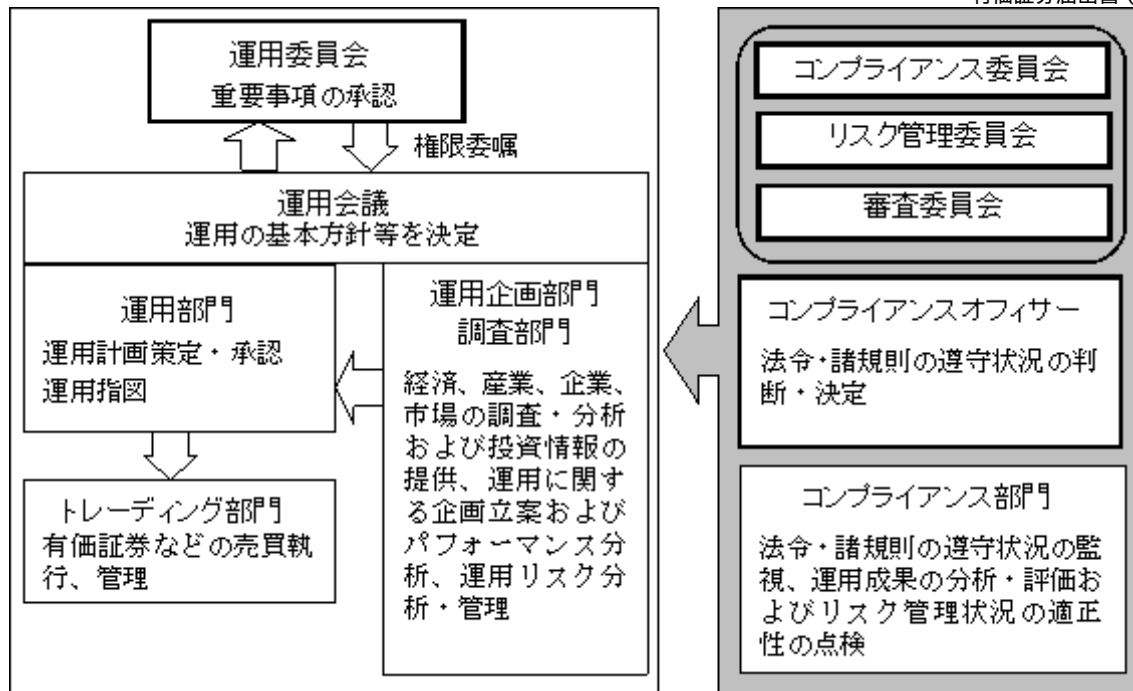 運用委員会
重要事項の承認
権限委嘱
運用会議
運用の基本方針等を決定
運用部門
運用計画策定・承認
運用指図
運用企画部門
調査部門
経済、産業、企業、
市場の調査・分析
および投資情報の
提供、運用に関す
る企画立案および
パフォーマンス分
析、運用リスク分
析・管理
トレーディング部門
有価証券などの売買執
行、管理
コンプライアンス委員会
リスク管理委員会
審査委員会
コンプライアンスオフィサー
法令・諸規則の遵守状況の判
断・決定
コンプライアンス部門
法令・諸規則の遵守状況の監
視、運用成果の分析・評価お
よびリスク管理状況の適正
性の点検